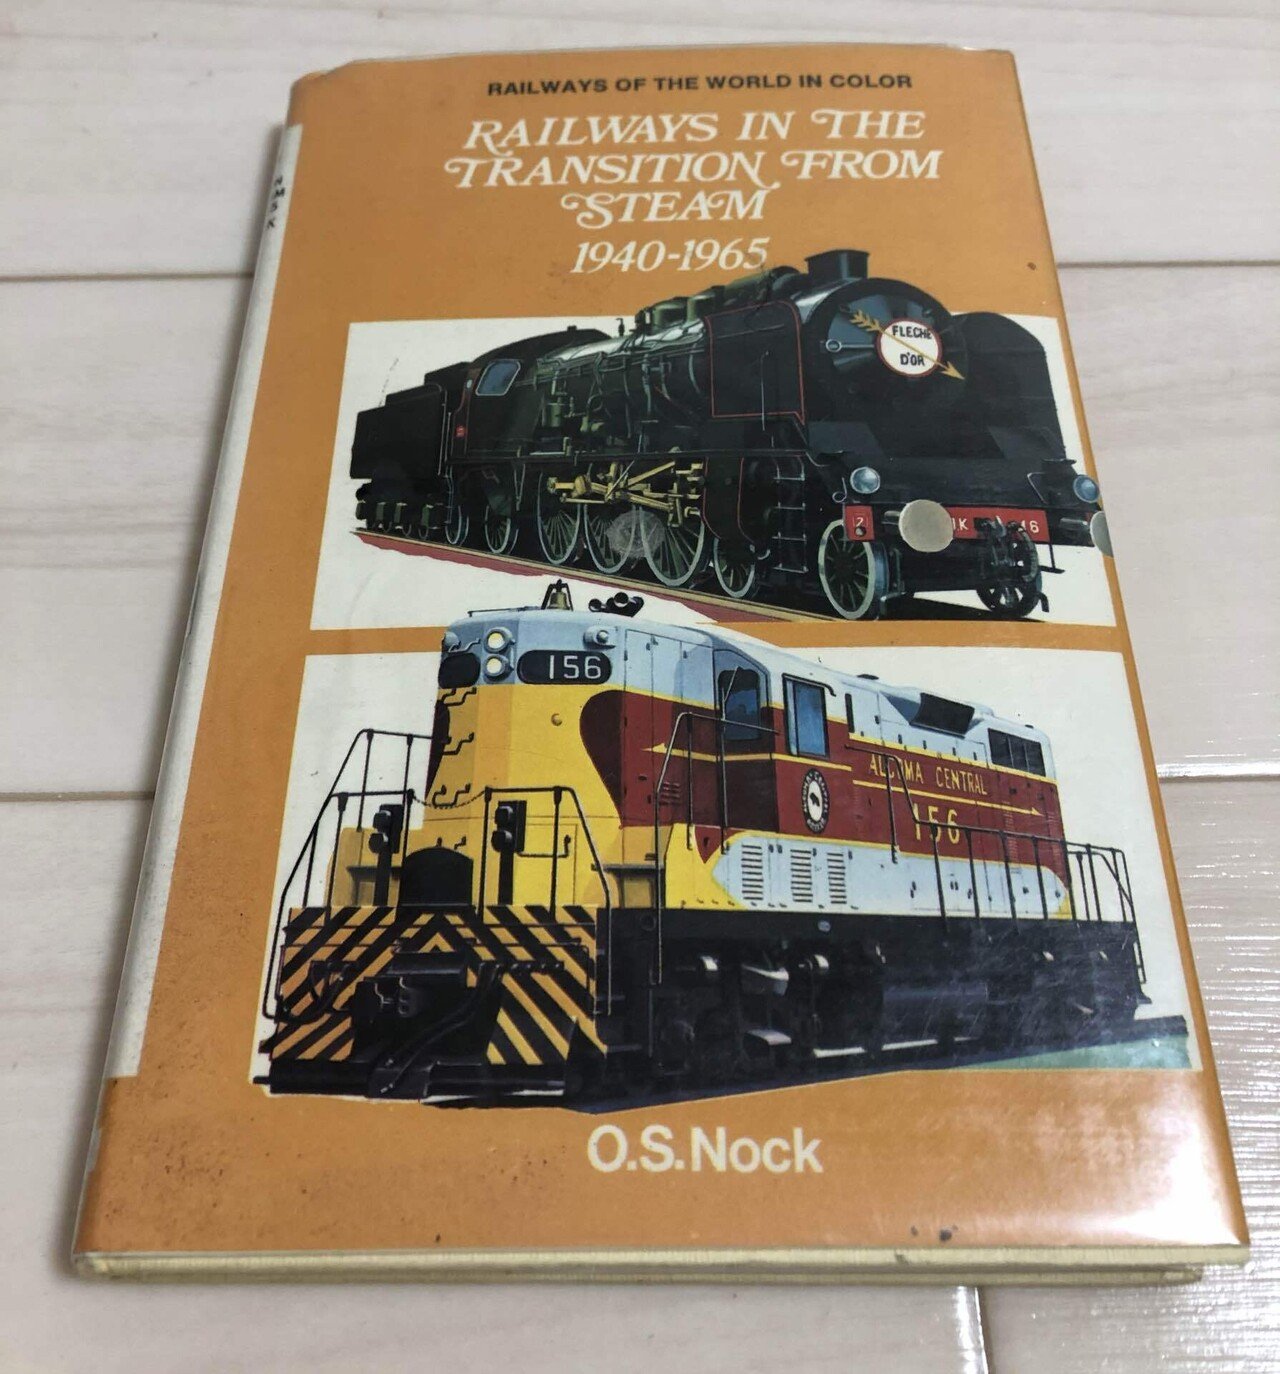 RAILWAYS OF THE WORLD IN COLOR
RAILWAYS IN THE
TRANSITION FROM
STEAM
1940-1965
FLECHE
D'OR
156
ALGOMA CENTRAL
156
O.S.Nock